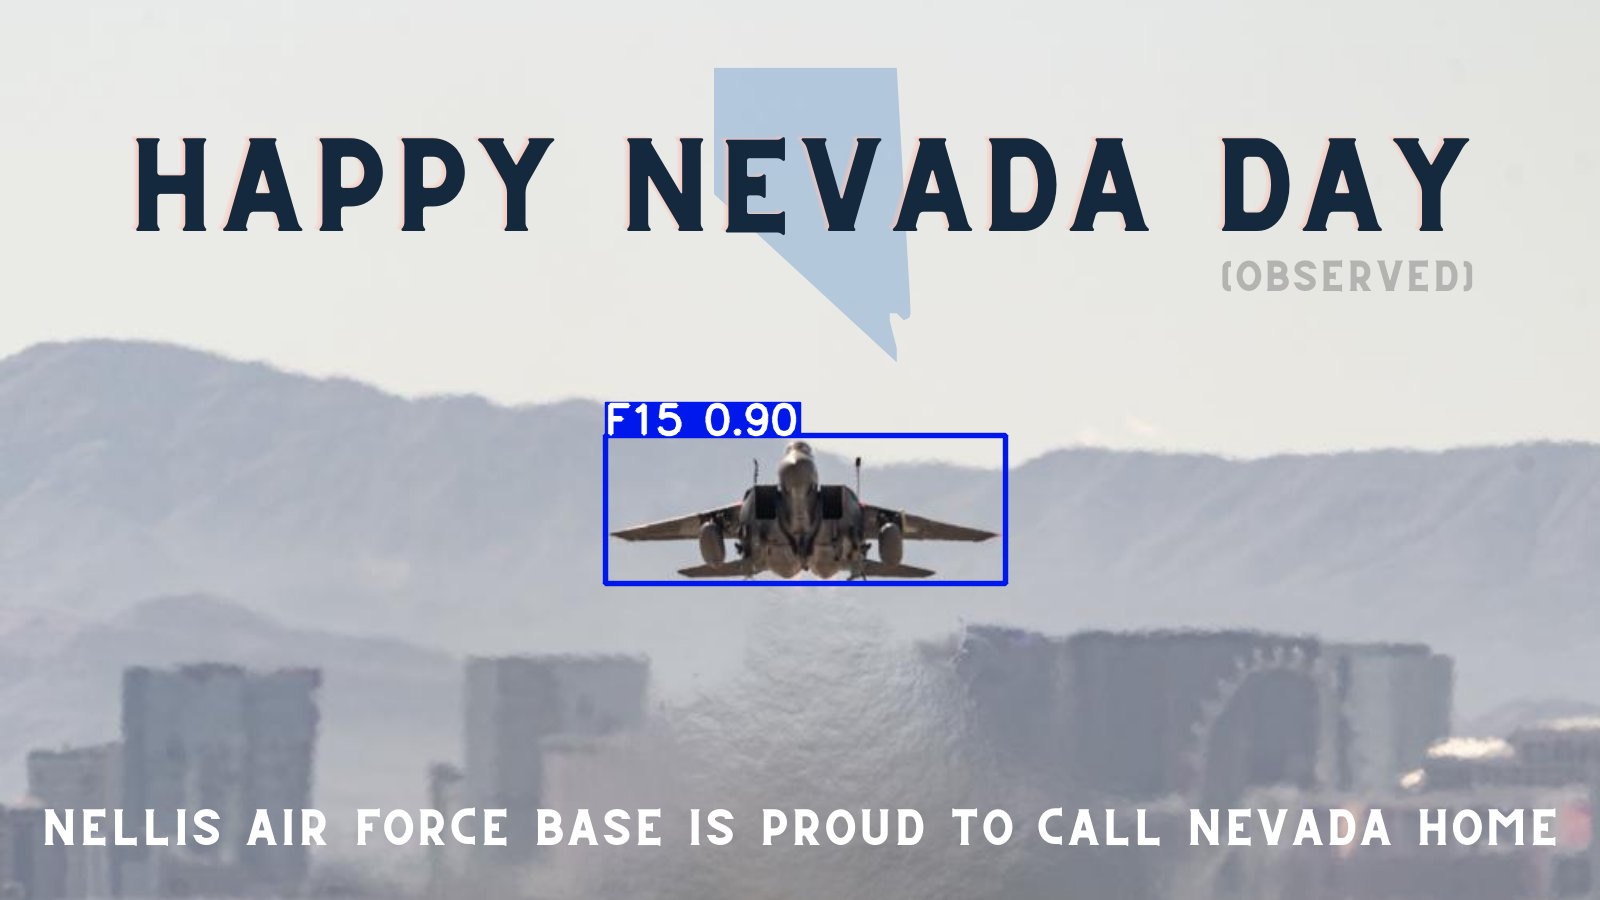 HAPPY NEVADA DAY
(OBSERVED)
F15 0.90
NELLIS AIR FORCE BASE IS PROUD TO CALL NEVADA HOME